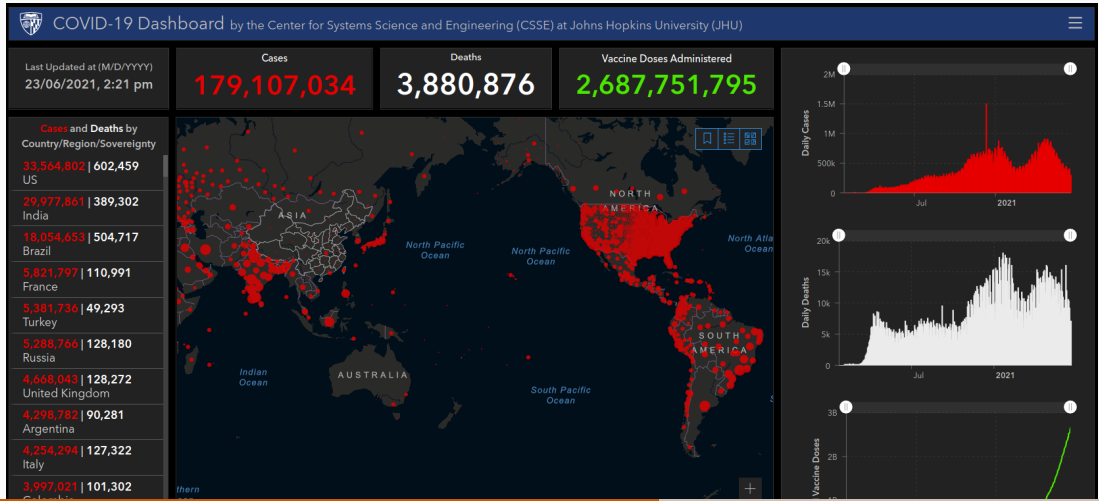 COVID-19 Dashboard by the Center for Systems Science and Engineering (CSSE) at Johns Hopkins University (JHU)
Last Updated at (M/D/YYYY)
23/06/2021, 2:21 pm
Cases
179,107,034
Deaths
3,880,876
Vaccine Doses Administered
2,687,751,795
Cases and Deaths by
Country/Region/Sovereignty
33,564,802 | 602,459
US
29,977,861 | 389,302
India
18,054,653 | 504,717
Brazil
5,821,797 | 110,991
France
5,381,736 | 49,293
Turkey
5,288,766 | 128,180
Russia
4,668,043 | 128,272
United Kingdom
4,298,782 | 90,281
Argentina
4,254,294 | 127,322
Italy
3,997,021 | 101,302
ASIA
NORTH
AMERICA
North Pacific
Ocean
North Pacific
Ocean
North Atla
Ocean
SOUTH
AMERICA
Indian
Ocean
AUSTRALIA
South Pacific
Ocean
thern
Daily Cases
2M
1.5M
1M
500k
0
Jul
2021
Daily Deaths
20k
15k
10k
5k
0
Jul
2021
Vaccine Doses
3B
2B